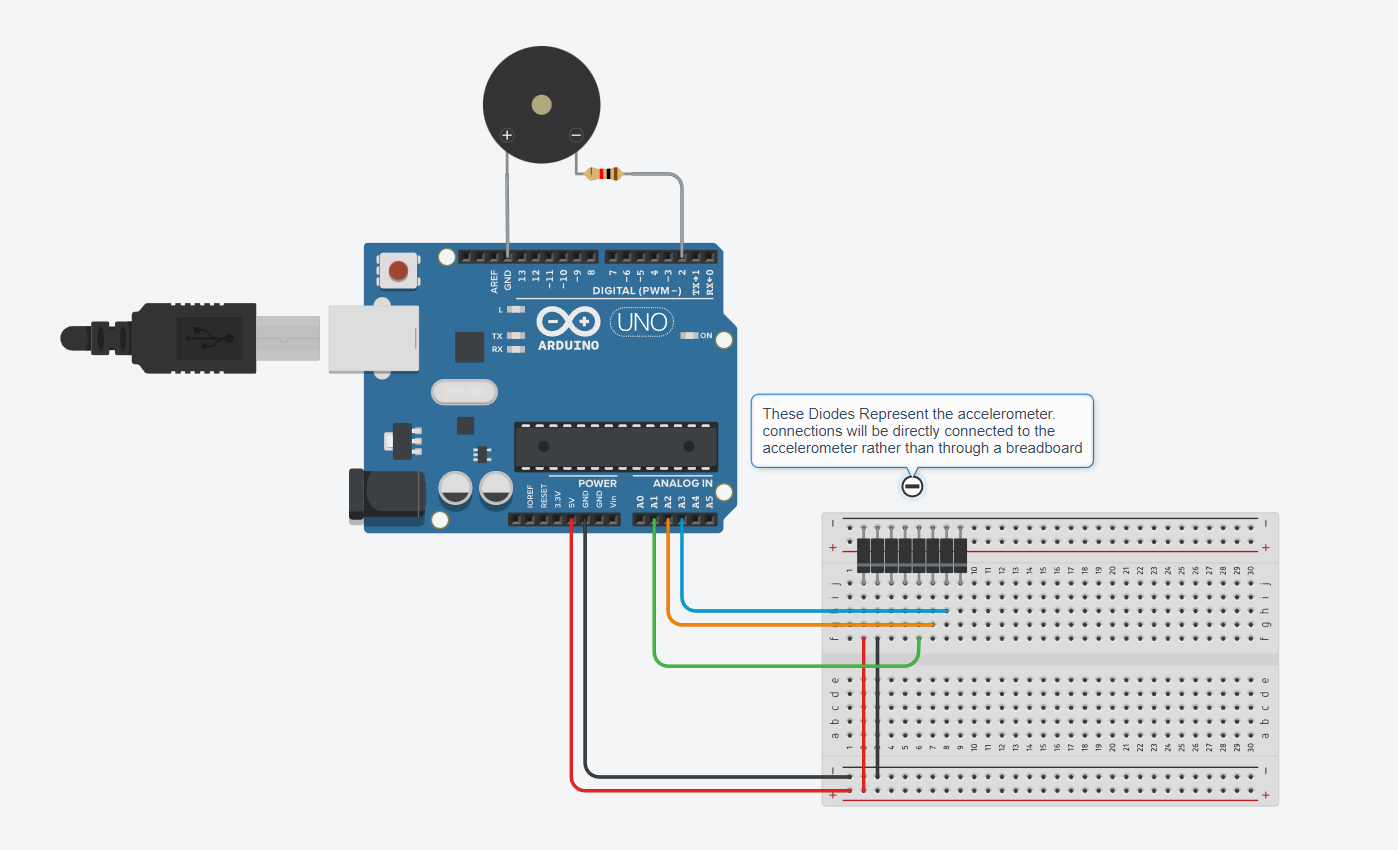 + −
AREF
GND
13
12
~11
~10
~9
8
7
~6
~5
4
~3
2
TX→1
RX←0
DIGITAL (PWM~)
L
TX
RX
ARDUINO
UNO
ON
These Diodes Represent the accelerometer.
connections will be directly connected to the
accelerometer rather than through a breadboard
POWER
ANALOG IN
IOREF
RESET
3.3V
5V
GND
GND
Vin
A0
A1
A2
A3
A4
A5
− −
+ +
1 10 11 12 13 14 15 16 17 18 19 20 21 22 23 24 25 26 27 28 29 30
j j
i i
h h
g g
f f
e e
d d
c c
b b
a a
1 2 3 4 5 6 7 8 9 10 11 12 13 14 15 16 17 18 19 20 21 22 23 24 25 26 27 28 29 30
− −
+ +